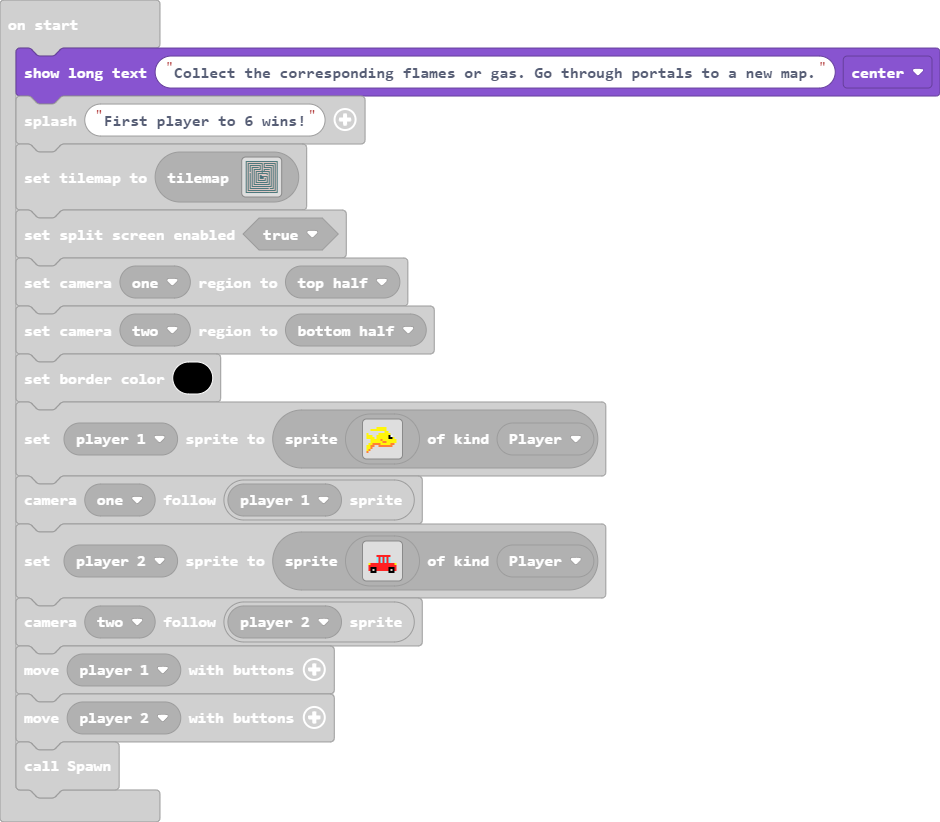 on start
show long text "Collect the corresponding flames or gas. Go through portals to a new map." center
splash "First player to 6 wins!"
set tilemap to tilemap
set split screen enabled true
set camera one region to top half
set camera two region to bottom half
set border color
set player 1 sprite to sprite of kind Player
camera one follow player 1 sprite
set player 2 sprite to sprite of kind Player
camera two follow player 2 sprite
move player 1 with buttons
move player 2 with buttons
call Spawn